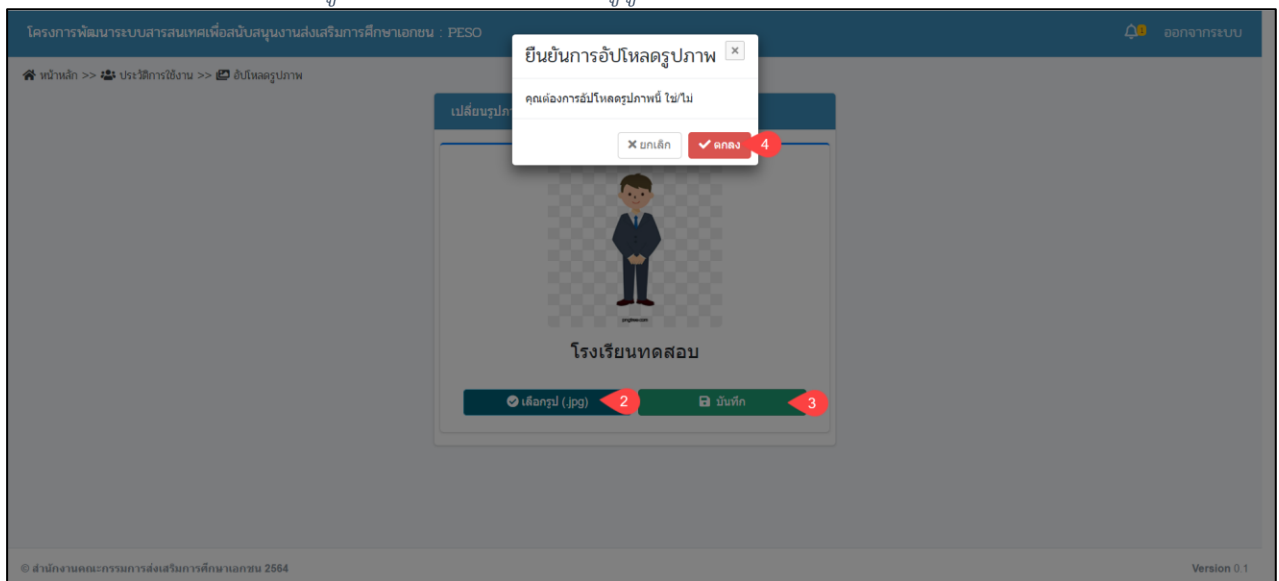 โครงการพัฒนาระบบสารสนเทศเพื่อสนับสนุนงานส่งเสริมการศึกษาเอกชน : PESO
ออกจากระบบ
หน้าหลัก >> ประวัติการใช้งาน >> อัปโหลดรูปภาพ
ยืนยันการอัปโหลดรูปภาพ ×
คุณต้องการอัปโหลดรูปภาพนี้ ใช่/ไม่
ยกเลิก ตกลง 4
โรงเรียนทดสอบ
เลือกรูป (.jpg) 2 บันทึก 3
© สำนักงานคณะกรรมการส่งเสริมการศึกษาเอกชน 2564 Version 0.1